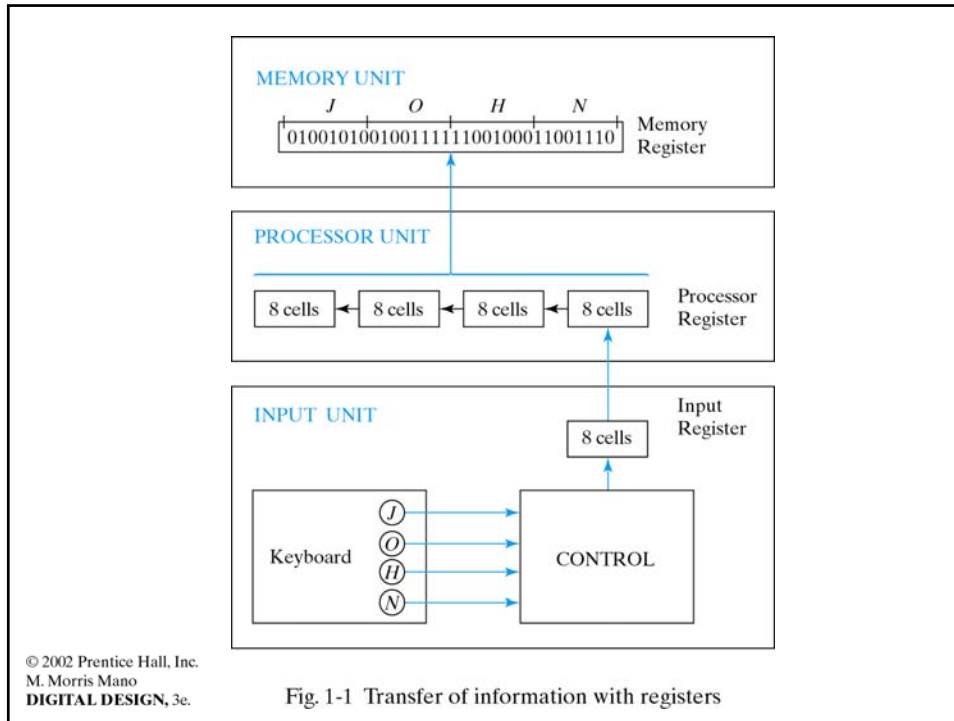 MEMORY UNIT
J O H N
01001010010011111100100011001110
Memory
Register
PROCESSOR UNIT
8 cells 8 cells 8 cells 8 cells
Processor
Register
INPUT UNIT
Input
Register
8 cells
Keyboard
J
O
H
N
CONTROL
© 2002 Prentice Hall, Inc.
M. Morris Mano
DIGITAL DESIGN, 3e.
Fig. 1-1 Transfer of information with registers